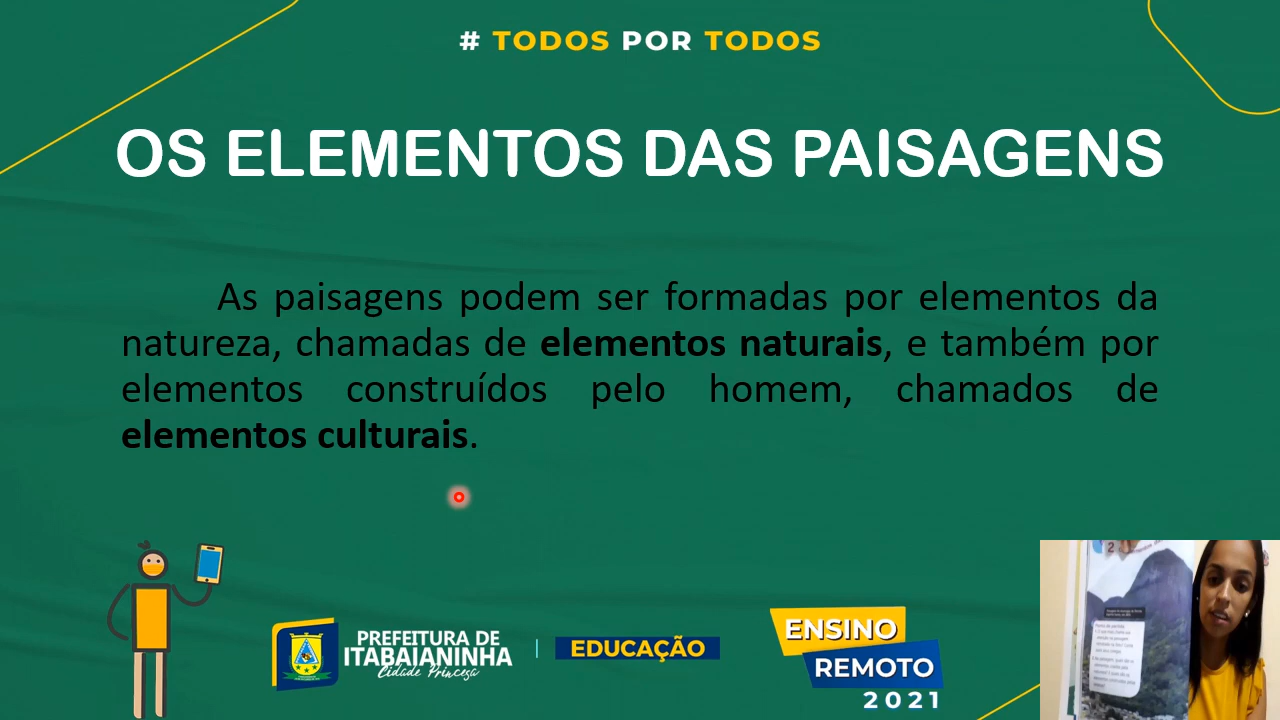 # TODOS POR TODOS
OS ELEMENTOS DAS PAISAGENS
As paisagens podem ser formadas por elementos da
natureza, chamadas de elementos naturais, e também por
elementos construídos pelo homem, chamados de
elementos culturais.
PREFEITURA DE
ITABAIANINHA
Cidade Princesa
EDUCAÇÃO
ENSINO
REMOTO
2021
2